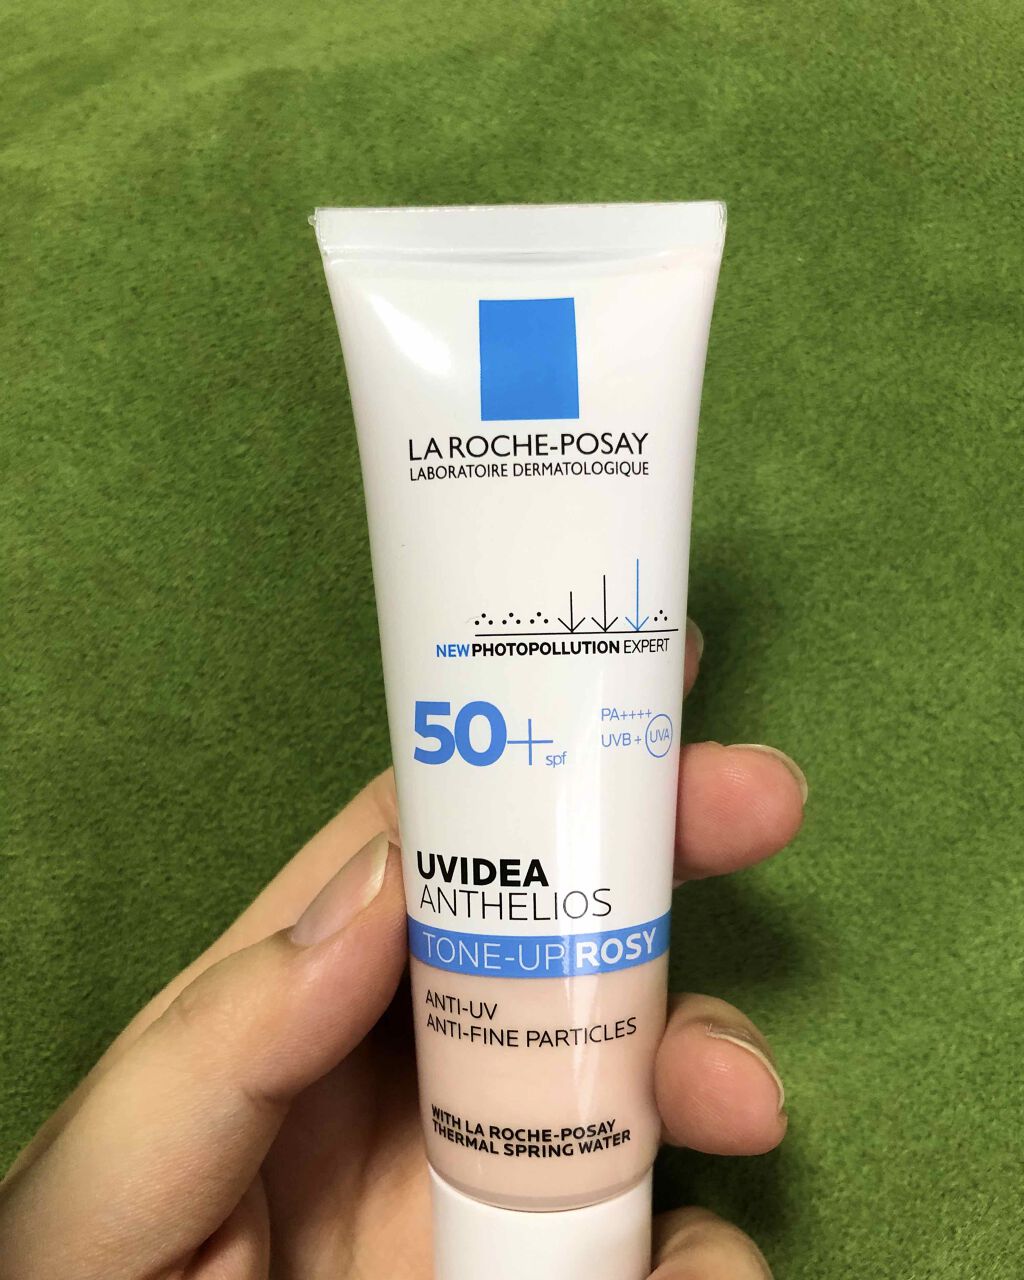 LA ROCHE-POSAY
LABORATOIRE DERMATOLOGIQUE
NEW PHOTOPOLLUTION EXPERT
50+ spf
PA++++
UVB + UVA
UVIDEA
ANTHELIOS
TONE-UP ROSY
ANTI-UV
ANTI-FINE PARTICLES
WITH LA ROCHE-POSAY
THERMAL SPRING WATER